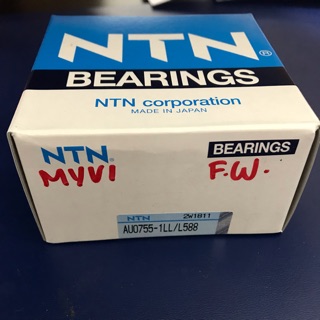 NTN®
BEARINGS
NTN corporation
MADE IN JAPAN
NTN® BEARINGS
MYVI F.W.
NTN 2W1811
AU0755-1LL/L588